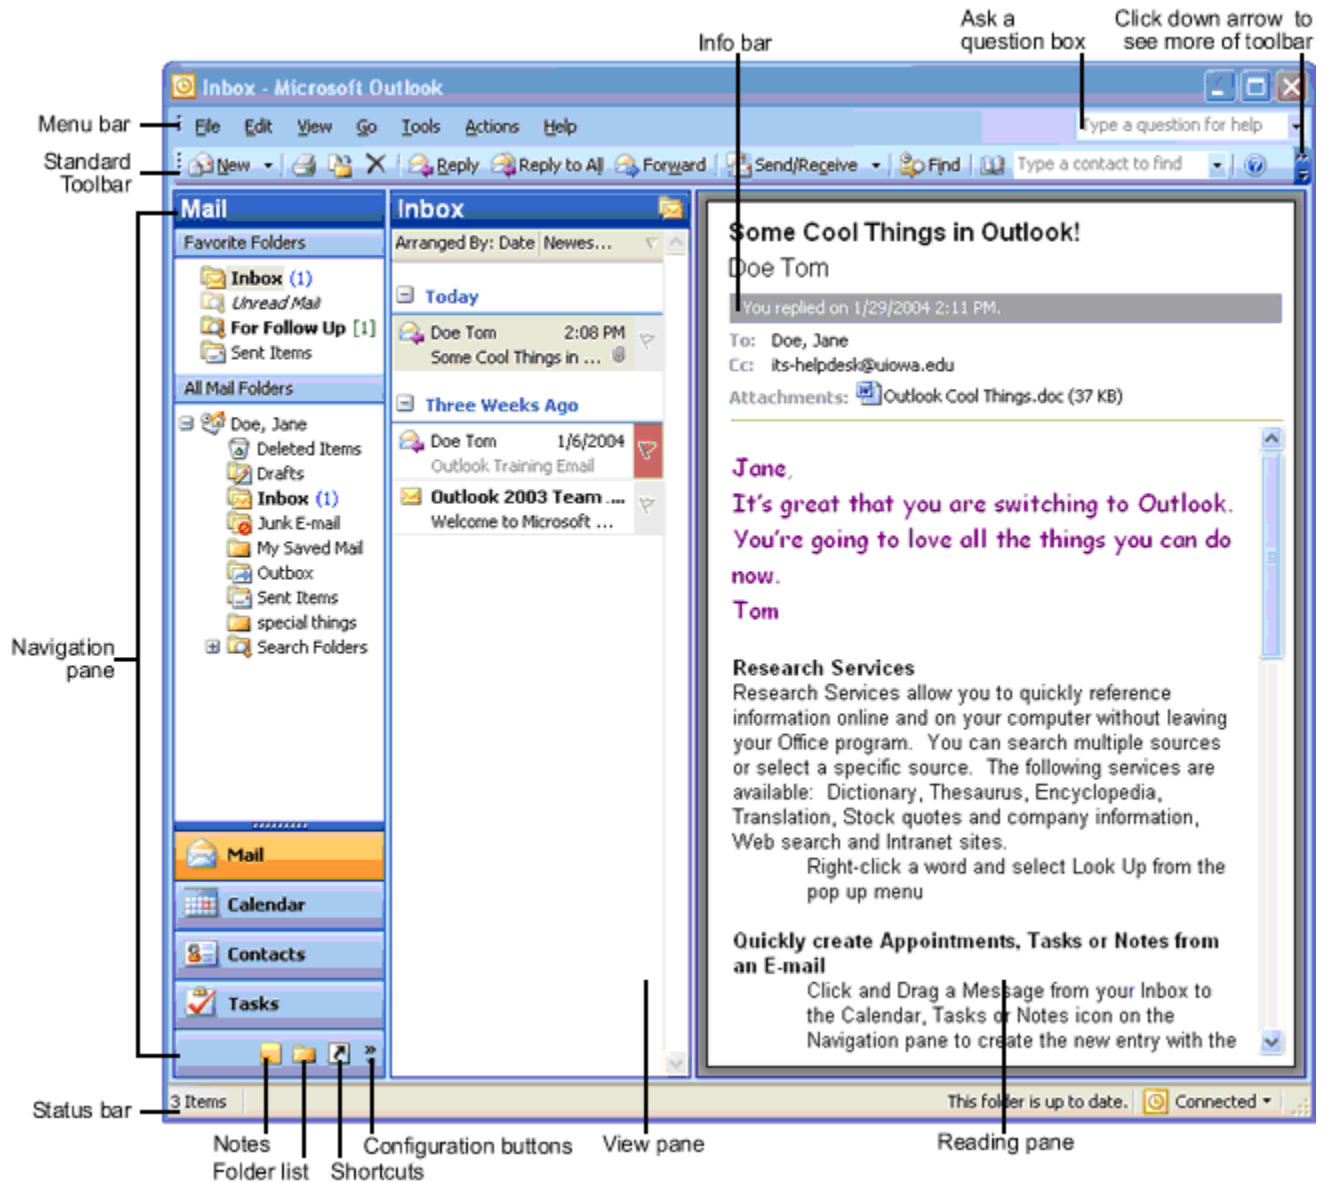 Ask a
question box
Click down arrow to
see more of toolbar
Info bar
Inbox - Microsoft Outlook
Menu bar
File Edit View Go Tools Actions Help
Type a question for help
Standard
Toolbar
New Reply Reply to All Forward Send/Receive Find Type a contact to find
Mail
Favorite Folders
Inbox (1)
Unread Mail
For Follow Up [1]
Sent Items
All Mail Folders
Doe, Jane
Deleted Items
Drafts
Inbox (1)
Junk E-mail
My Saved Mail
Outbox
Sent Items
special things
Search Folders
Navigation
pane
Mail
Calendar
Contacts
Tasks
Inbox
Arranged By: Date Newes...
Today
Doe Tom 2:08 PM
Some Cool Things in ...
Three Weeks Ago
Doe Tom 1/6/2004
Outlook Training Email
Outlook 2003 Team ....
Welcome to Microsoft ...
Some Cool Things in Outlook!
Doe Tom
You replied on 1/29/2004 2:11 PM.
To: Doe, Jane
Cc: its-helpdesk@uiowa.edu
Attachments: Outlook Cool Things.doc (37 KB)
Jane,
It's great that you are switching to Outlook.
You're going to love all the things you can do
now.
Tom
Research Services
Research Services allow you to quickly reference
information online and on your computer without leaving
your Office program. You can search multiple sources
or select a specific source. The following services are
available: Dictionary, Thesaurus, Encyclopedia,
Translation, Stock quotes and company information,
Web search and Intranet sites.
Right-click a word and select Look Up from the
pop up menu
Quickly create Appointments, Tasks or Notes from
an E-mail
Click and Drag a Message from your Inbox to
the Calendar, Tasks or Notes icon on the
Navigation pane to create the new entry with the
Status bar
3 Items
This folder is up to date. Connected
Notes
Folder list
Shortcuts
Configuration buttons
View pane
Reading pane